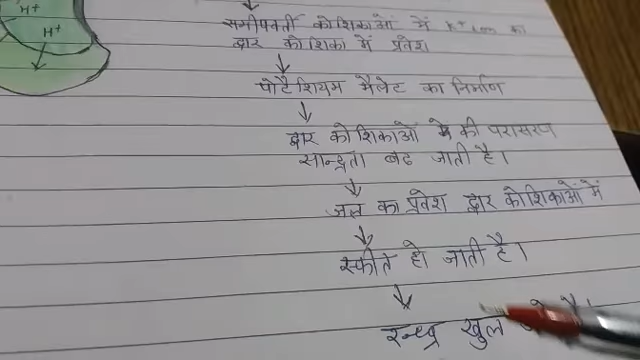 H+
H+
समीपवर्ती कोशिकाओं में K+ ion का
द्वार कोशिका में प्रवेश
पोटैशियम मैलेट का निर्माण
द्वार कोशिकाओं की परासरण
सान्द्रता बढ जाती है।
जल का प्रवेश द्वार कोशिकाओं में
स्फीत हो जाती है।
रन्ध्र खुल है।